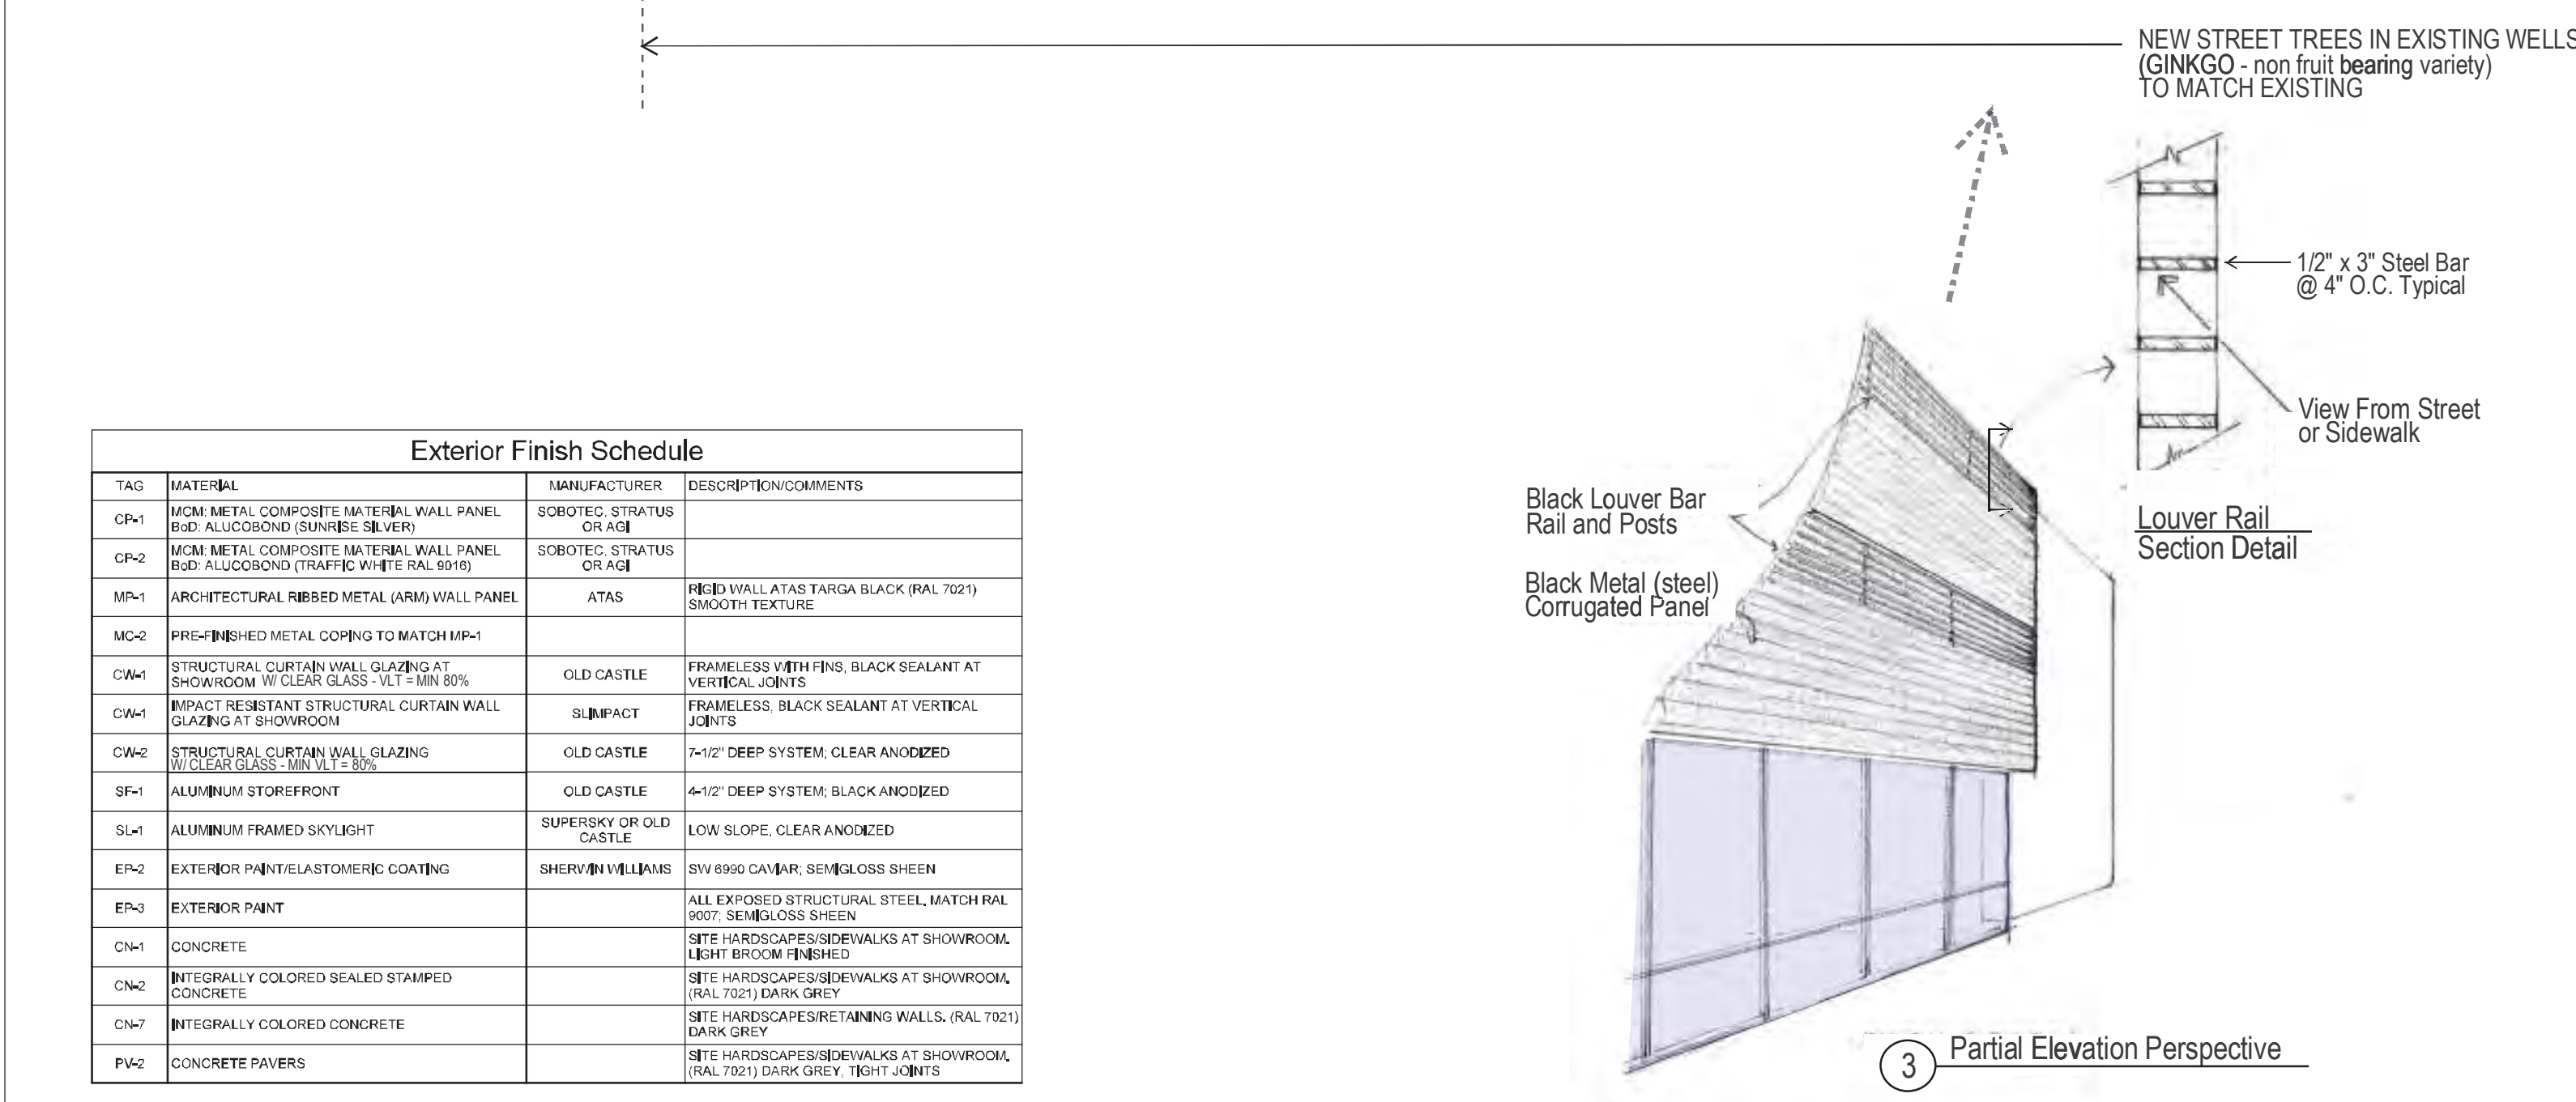 NEW STREET TREES IN EXISTING WELLS
(GINKGO - non fruit bearing variety)
TO MATCH EXISTING
1/2" x 3" Steel Bar
@ 4" O.C. Typical
View From Street
or Sidewalk
Louver Rail
Section Detail
Black Louver Bar
Rail and Posts
Black Metal (steel)
Corrugated Panel
3 Partial Elevation Perspective
Exterior Finish Schedule
TAG MATERIAL MANUFACTURER DESCRIPTION/COMMENTS
CP-1 MCM: METAL COMPOSITE MATERIAL WALL PANEL SOBOTEC, STRATUS
BoD: ALUCOBOND (SUNRISE SILVER) OR AGI
CP-2 MCM: METAL COMPOSITE MATERIAL WALL PANEL SOBOTEC, STRATUS
BoD: ALUCOBOND (TRAFFIC WHITE RAL 9016) OR AGI
MP-1 ARCHITECTURAL RIBBED METAL (ARM) WALL PANEL ATAS RIGID WALL ATAS TARGA BLACK (RAL 7021)
SMOOTH TEXTURE
MC-2 PRE-FINISHED METAL COPING TO MATCH MP-1
CW-1 STRUCTURAL CURTAIN WALL GLAZING AT OLD CASTLE FRAMELESS WITH FINS, BLACK SEALANT AT
SHOWROOM W/ CLEAR GLASS - VLT = MIN 80% VERTICAL JOINTS
CW-1 IMPACT RESISTANT STRUCTURAL CURTAIN WALL SLIMPACT FRAMELESS, BLACK SEALANT AT VERTICAL
GLAZING AT SHOWROOM JOINTS
CW-2 STRUCTURAL CURTAIN WALL GLAZING OLD CASTLE 7-1/2" DEEP SYSTEM; CLEAR ANODIZED
W/ CLEAR GLASS - MIN VLT = 80%
SF-1 ALUMINUM STOREFRONT OLD CASTLE 4-1/2" DEEP SYSTEM; BLACK ANODIZED
SL-1 ALUMINUM FRAMED SKYLIGHT SUPERSKY OR OLD LOW SLOPE, CLEAR ANODIZED
CASTLE
EP-2 EXTERIOR PAINT/ELASTOMERIC COATING SHERWIN WILLIAMS SW 6990 CAVIAR; SEMIGLOSS SHEEN
EP-3 EXTERIOR PAINT ALL EXPOSED STRUCTURAL STEEL. MATCH RAL
9007; SEMIGLOSS SHEEN
CN-1 CONCRETE SITE HARDSCAPES/SIDEWALKS AT SHOWROOM.
LIGHT BROOM FINISHED
CN-2 INTEGRALLY COLORED SEALED STAMPED SITE HARDSCAPES/SIDEWALKS AT SHOWROOM.
CONCRETE (RAL 7021) DARK GREY
CN-7 INTEGRALLY COLORED CONCRETE SITE HARDSCAPES/RETAINING WALLS. (RAL 7021)
DARK GREY
PV-2 CONCRETE PAVERS SITE HARDSCAPES/SIDEWALKS AT SHOWROOM.
(RAL 7021) DARK GREY, TIGHT JOINTS